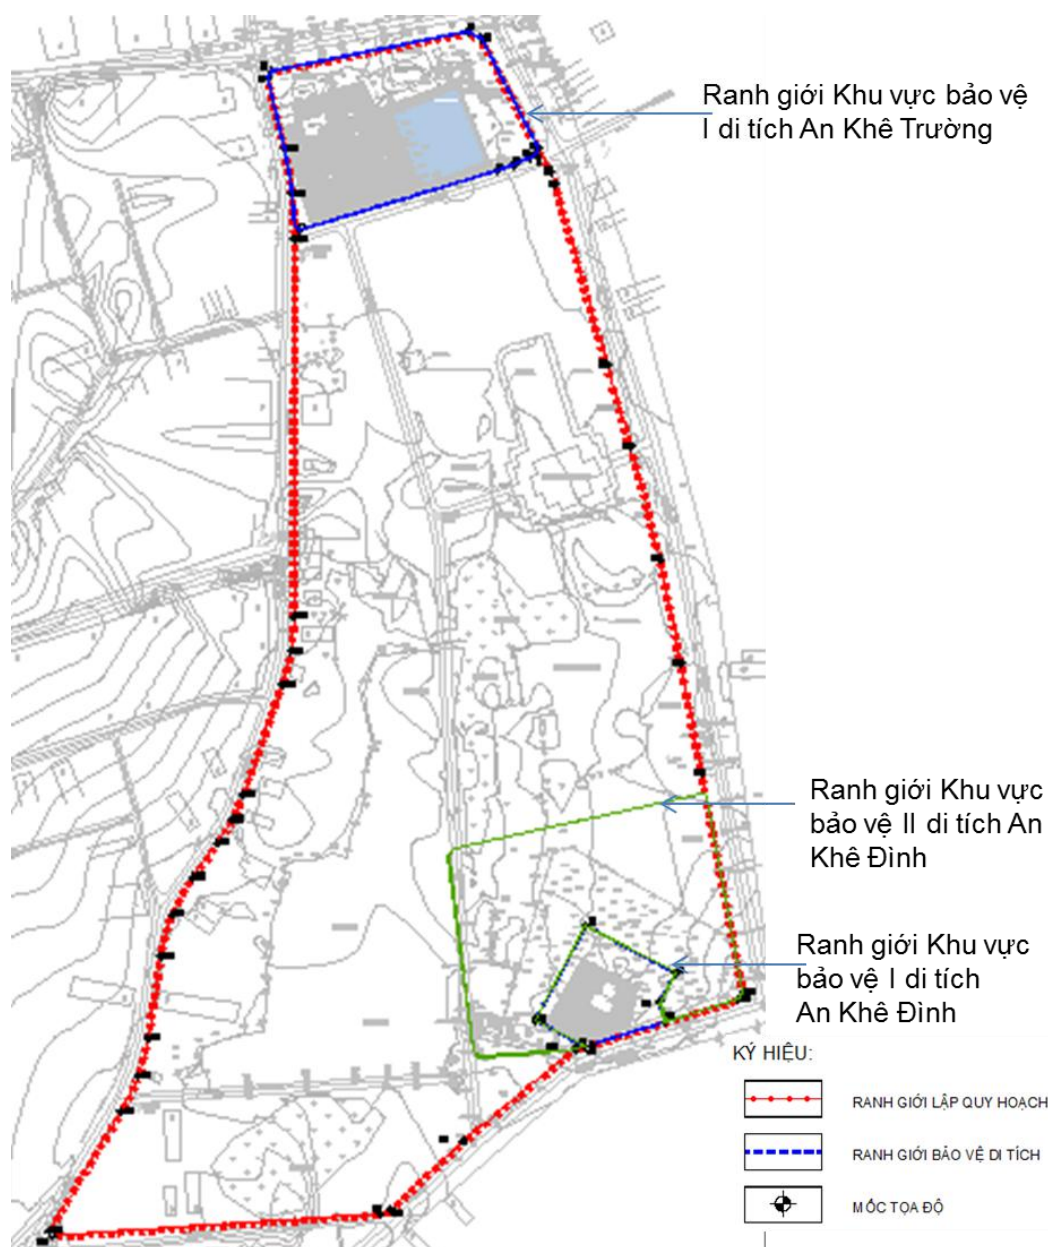 Ranh giới Khu vực bảo vệ
I di tích An Khê Trường
Ranh giới Khu vực
bảo vệ II di tích An
Khê Đình
Ranh giới Khu vực
bảo vệ I di tích
An Khê Đình
KÝ HIỆU:
RANH GIỚI LẬP QUY HOẠCH
RANH GIỚI BẢO VỆ DI TÍCH
MỐC TỌA ĐỘ